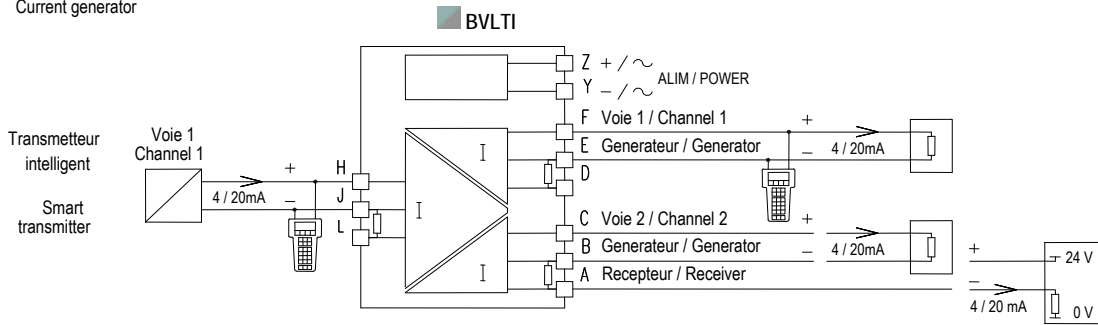 Current generator
BVLTI
Z + / ~
Y – / ~
ALIM / POWER
Transmetteur
intelligent
Smart
transmitter
Voie 1
Channel 1
+
4 / 20mA
–
H
J
L
I
I
I
F Voie 1 / Channel 1
E Generateur / Generator
D
+
–
4 / 20mA
C Voie 2 / Channel 2
B Generateur / Generator
A Recepteur / Receiver
+
–
4 / 20mA
+
–
4 / 20 mA
24 V
0 V